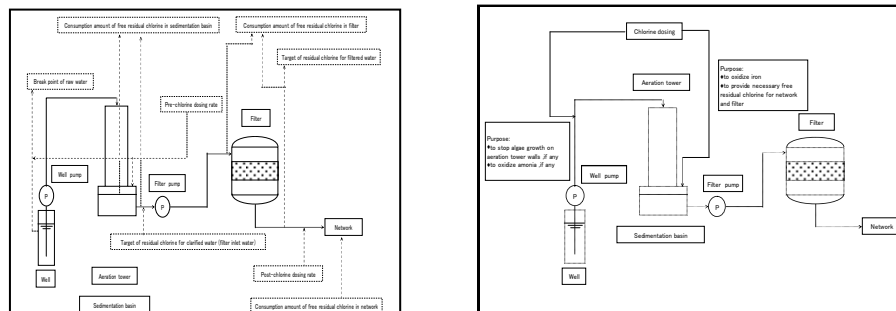 Consumption amount of free residual chlorine in sedimentation basin
Consumption amount of free residual chlorine in filter
Target of residual chlorine for filtered water
Break point of raw water
Pre-chlorine dosing rate
Filter
Well pump
P
Filter pump
P
Network
Target of residual chlorine for clarified water (filter inlet water)
Well
Aeration tower
Post-chlorine dosing rate
Sedimentation basin
Consumption amount of free residual chlorine in network
Chlorine dosing
Aeration tower
Purpose:
•to oxidize iron
•to provide necessary free
residual chlorine for network
and filter
Filter
Purpose:
•to stop algae growth on
aeration tower walls ,if any
•to oxidize amonia ,if any
Well pump
P
Filter pump
P
Network
Sedimentation basin
Well